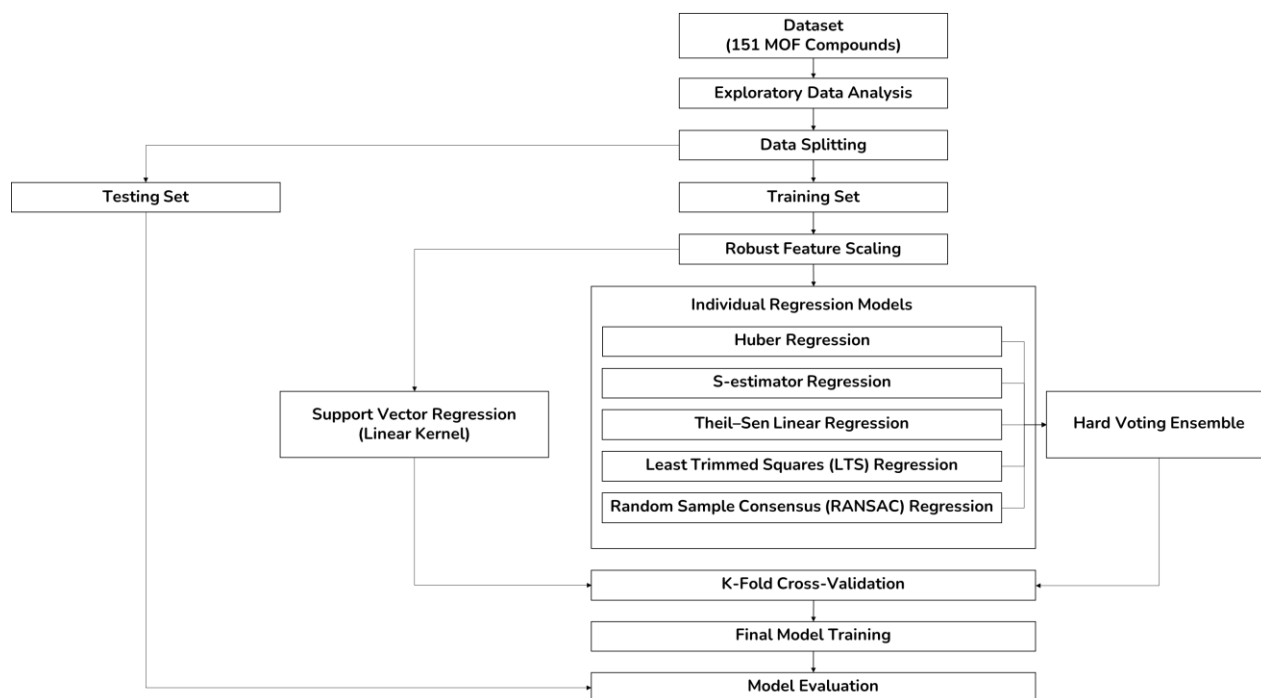 Dataset
(151 MOF Compounds)
Exploratory Data Analysis
Data Splitting
Testing Set
Training Set
Robust Feature Scaling
Individual Regression Models
Huber Regression
S-estimator Regression
Theil–Sen Linear Regression
Least Trimmed Squares (LTS) Regression
Random Sample Consensus (RANSAC) Regression
Support Vector Regression
(Linear Kernel)
Hard Voting Ensemble
K-Fold Cross-Validation
Final Model Training
Model Evaluation